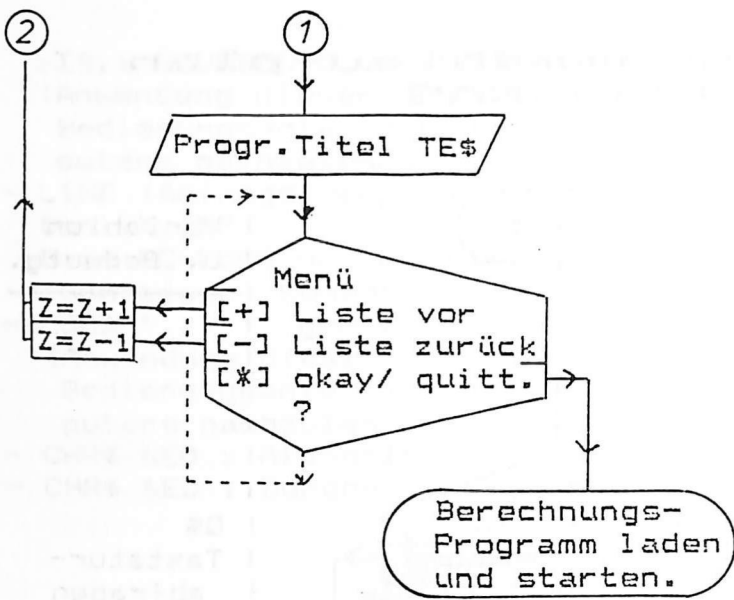 2
1
Progr.Titel TE$
Menü
Z=Z+1
[+] Liste vor
Z=Z-1
[-] Liste zurück
[*] okay/ quitt.
?
Berechnungs-
Programm laden
und starten.